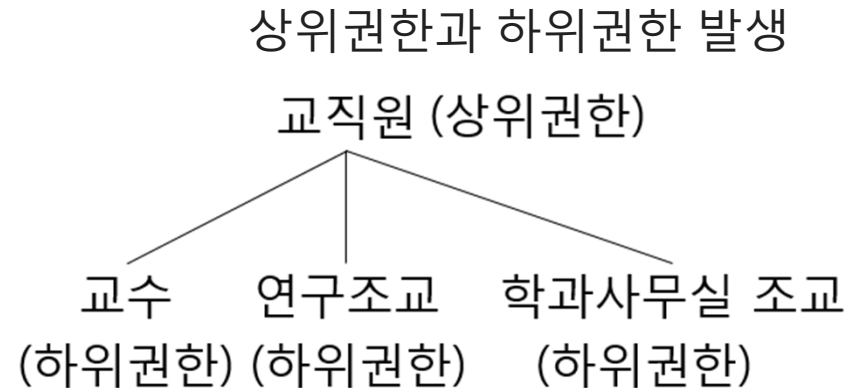 상위권한과 하위권한 발생
교직원 (상위권한)
교수 연구조교 학과사무실 조교
(하위권한) (하위권한) (하위권한)